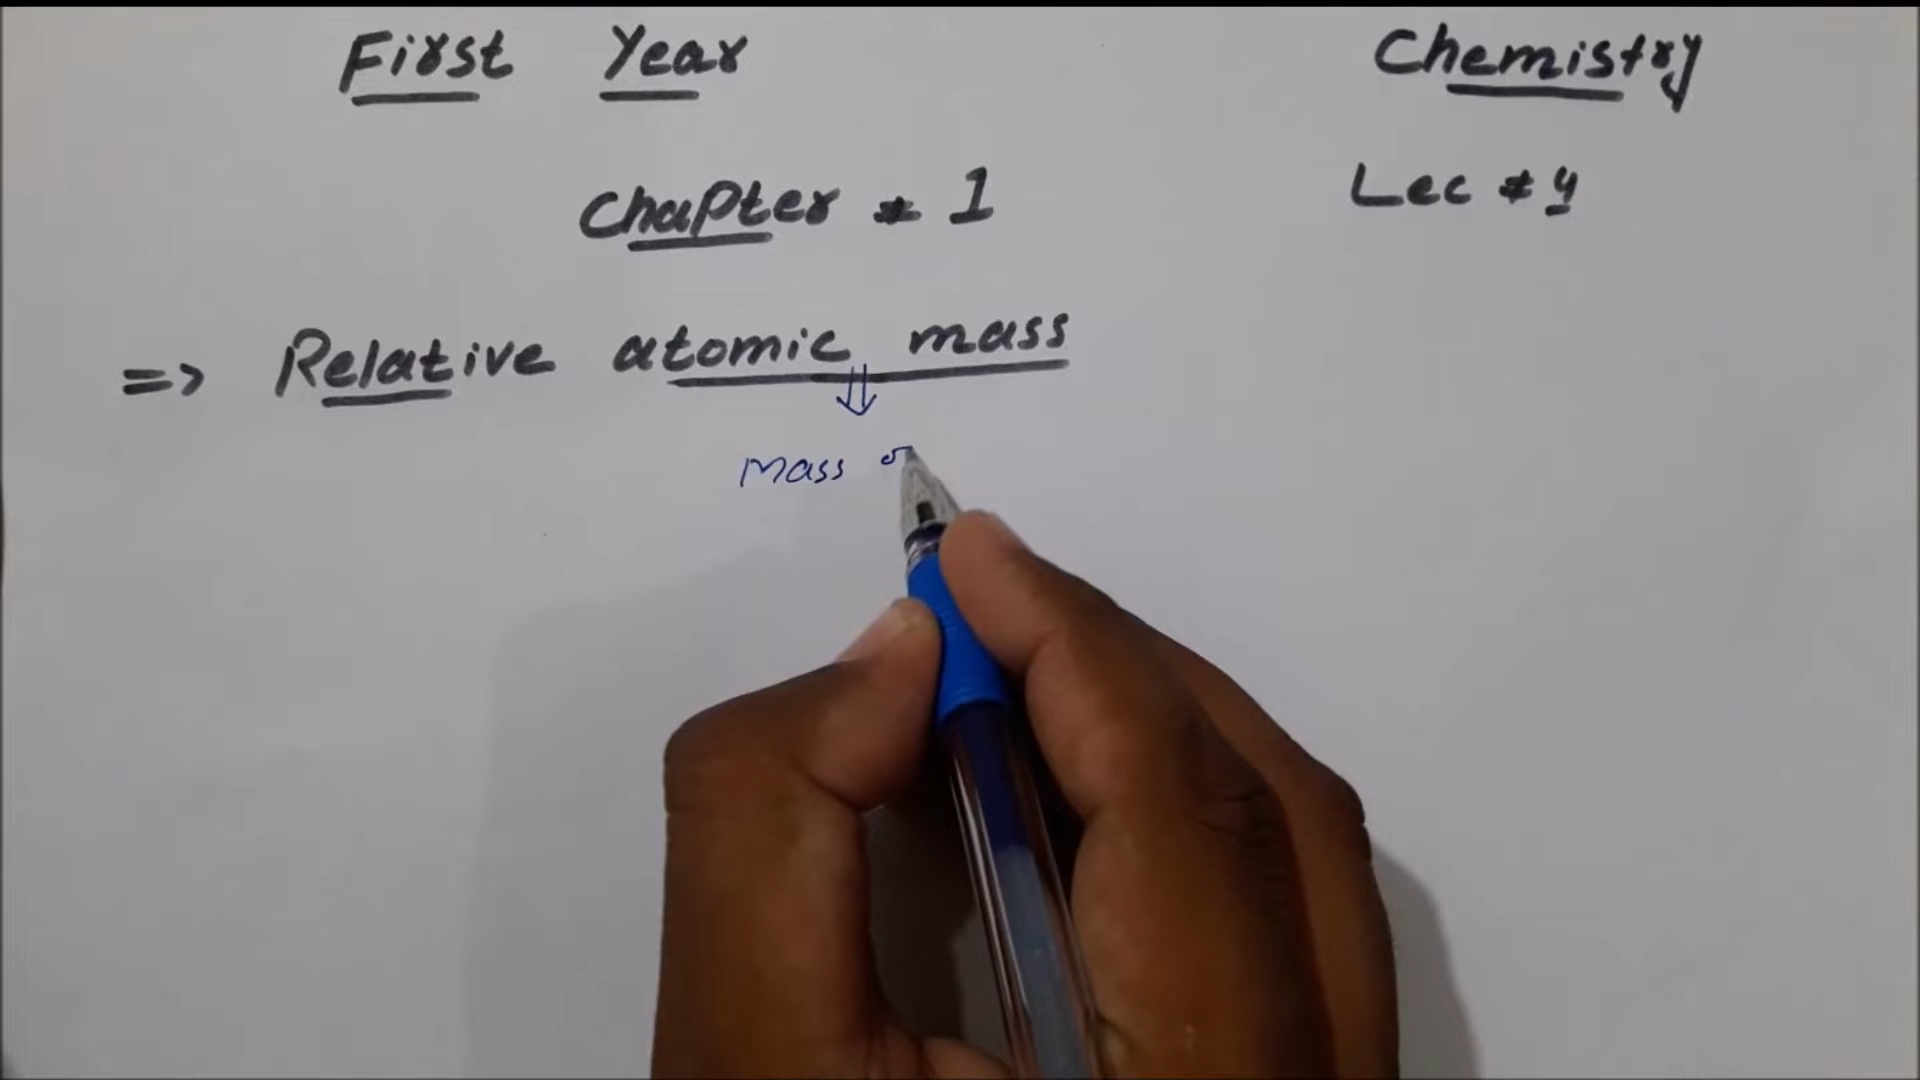 First Year Chemistry
Chapter * 1 Lec * 4
=> Relative atomic mass
⇓
Mass o